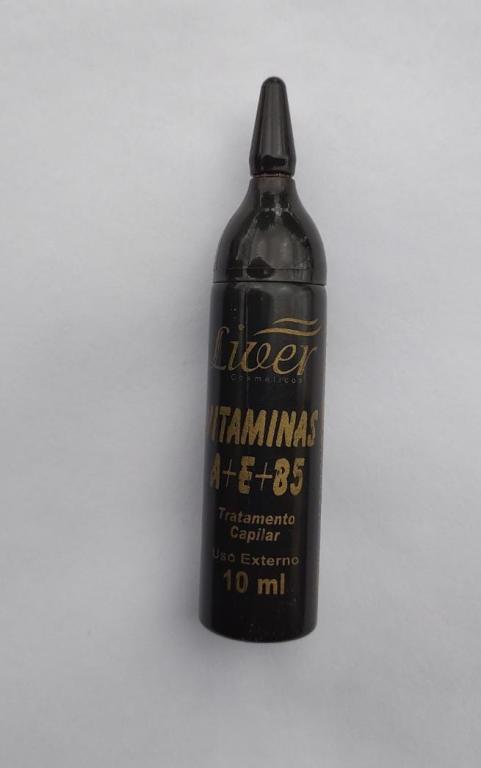 Liver
Cosméticos
VITAMINAS
A+E+B5
Tratamento
Capilar
Uso Externo
10 ml